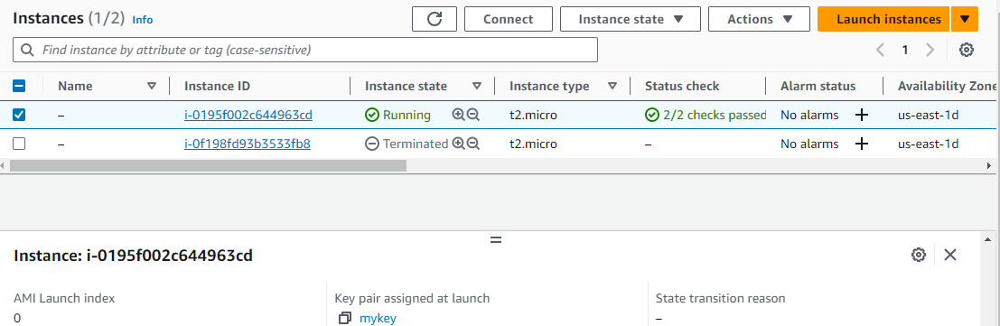 Instances (1/2) Info Connect Instance state Actions Launch instances
Find instance by attribute or tag (case-sensitive) 1
Name Instance ID Instance state Instance type Status check Alarm status Availability Zone
– i-0195f002c644963cd Running t2.micro 2/2 checks passed No alarms + us-east-1d
– i-0f198fd93b3533fb8 Terminated t2.micro – No alarms + us-east-1d
Instance: i-0195f002c644963cd
AMI Launch index Key pair assigned at launch State transition reason
0 mykey –